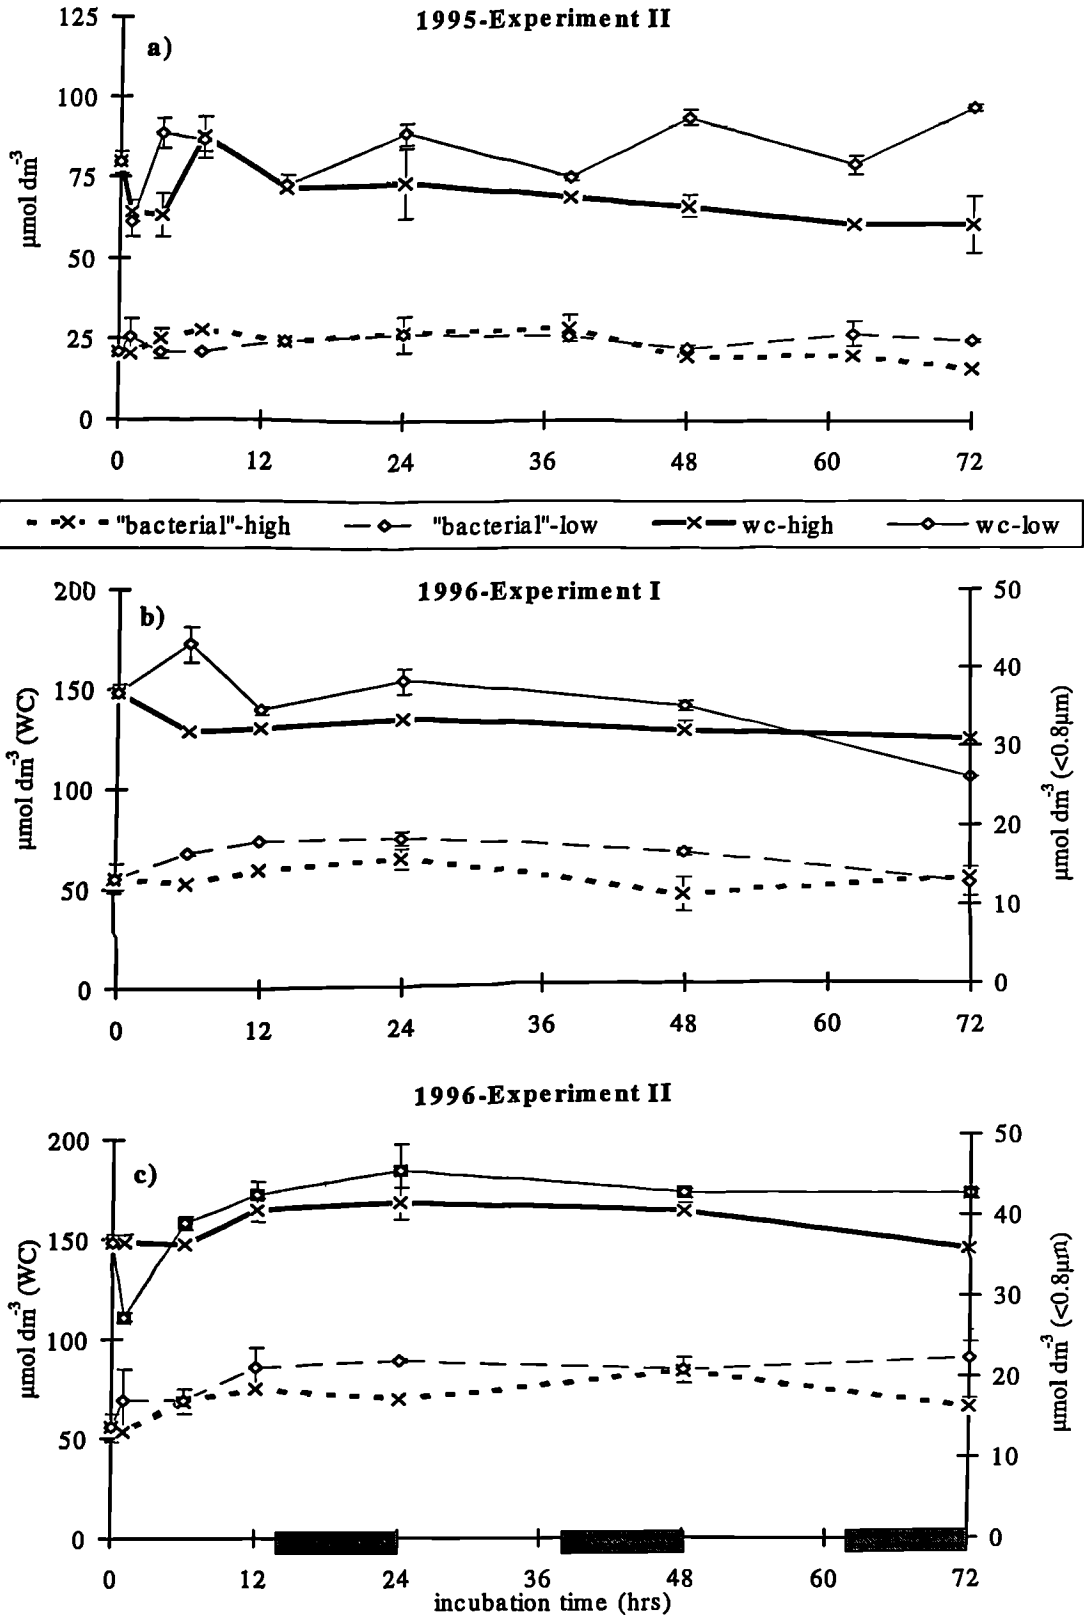 1995-Experiment II
a)
µmol dm-3
125
100
75
50
25
0
0 12 24 36 48 60 72
"bacterial"-high "bacterial"-low wc-high wc-low
1996-Experiment I
b)
µmol dm-3 (WC)
200
150
100
50
0
50
40
30
20
10
0
µmol dm-3 (<0.8µm)
0 12 24 36 48 60 72
1996-Experiment II
c)
µmol dm-3 (WC)
200
150
100
50
0
50
40
30
20
10
0
µmol dm-3 (<0.8µm)
0 12 24 36 48 60 72
incubation time (hrs)